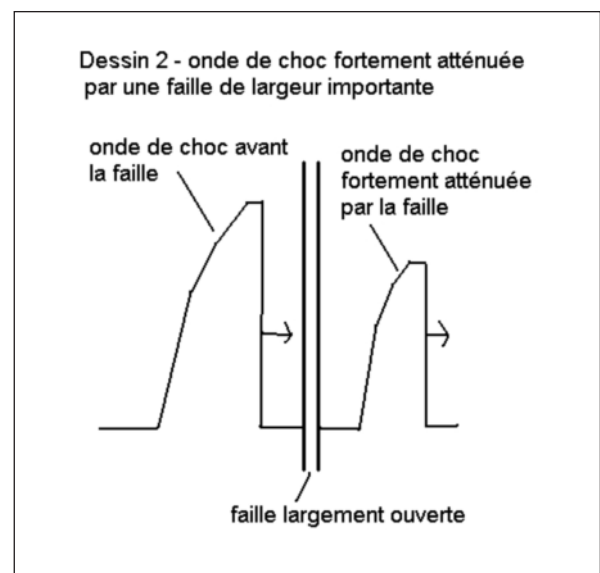 Dessin 2 - onde de choc fortement atténuée
par une faille de largeur importante
onde de choc avant
la faille
onde de choc
fortement atténuée
par la faille
faille largement ouverte